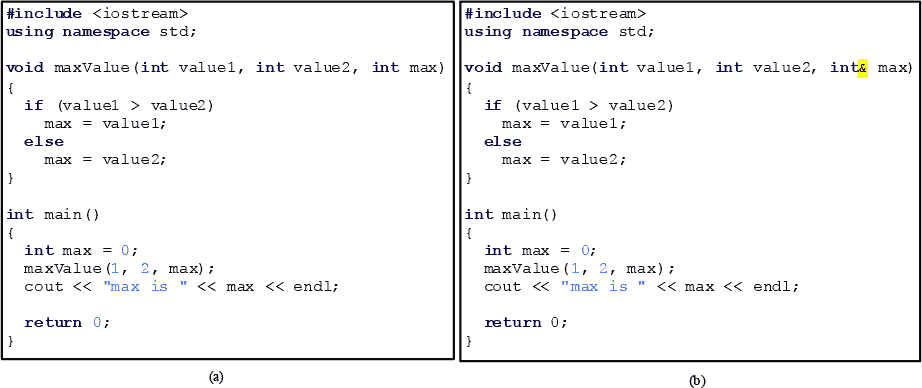 #include <iostream>
using namespace std;
void maxValue(int value1, int value2, int max)
{
if (value1 > value2)
max = value1;
else
max = value2;
}
int main()
{
int max = 0;
maxValue(1, 2, max);
cout << "max is " << max << endl;
return 0;
}
(a)
#include <iostream>
using namespace std;
void maxValue(int value1, int value2, int& max)
{
if (value1 > value2)
max = value1;
else
max = value2;
}
int main()
{
int max = 0;
maxValue(1, 2, max);
cout << "max is " << max << endl;
return 0;
}
(b)